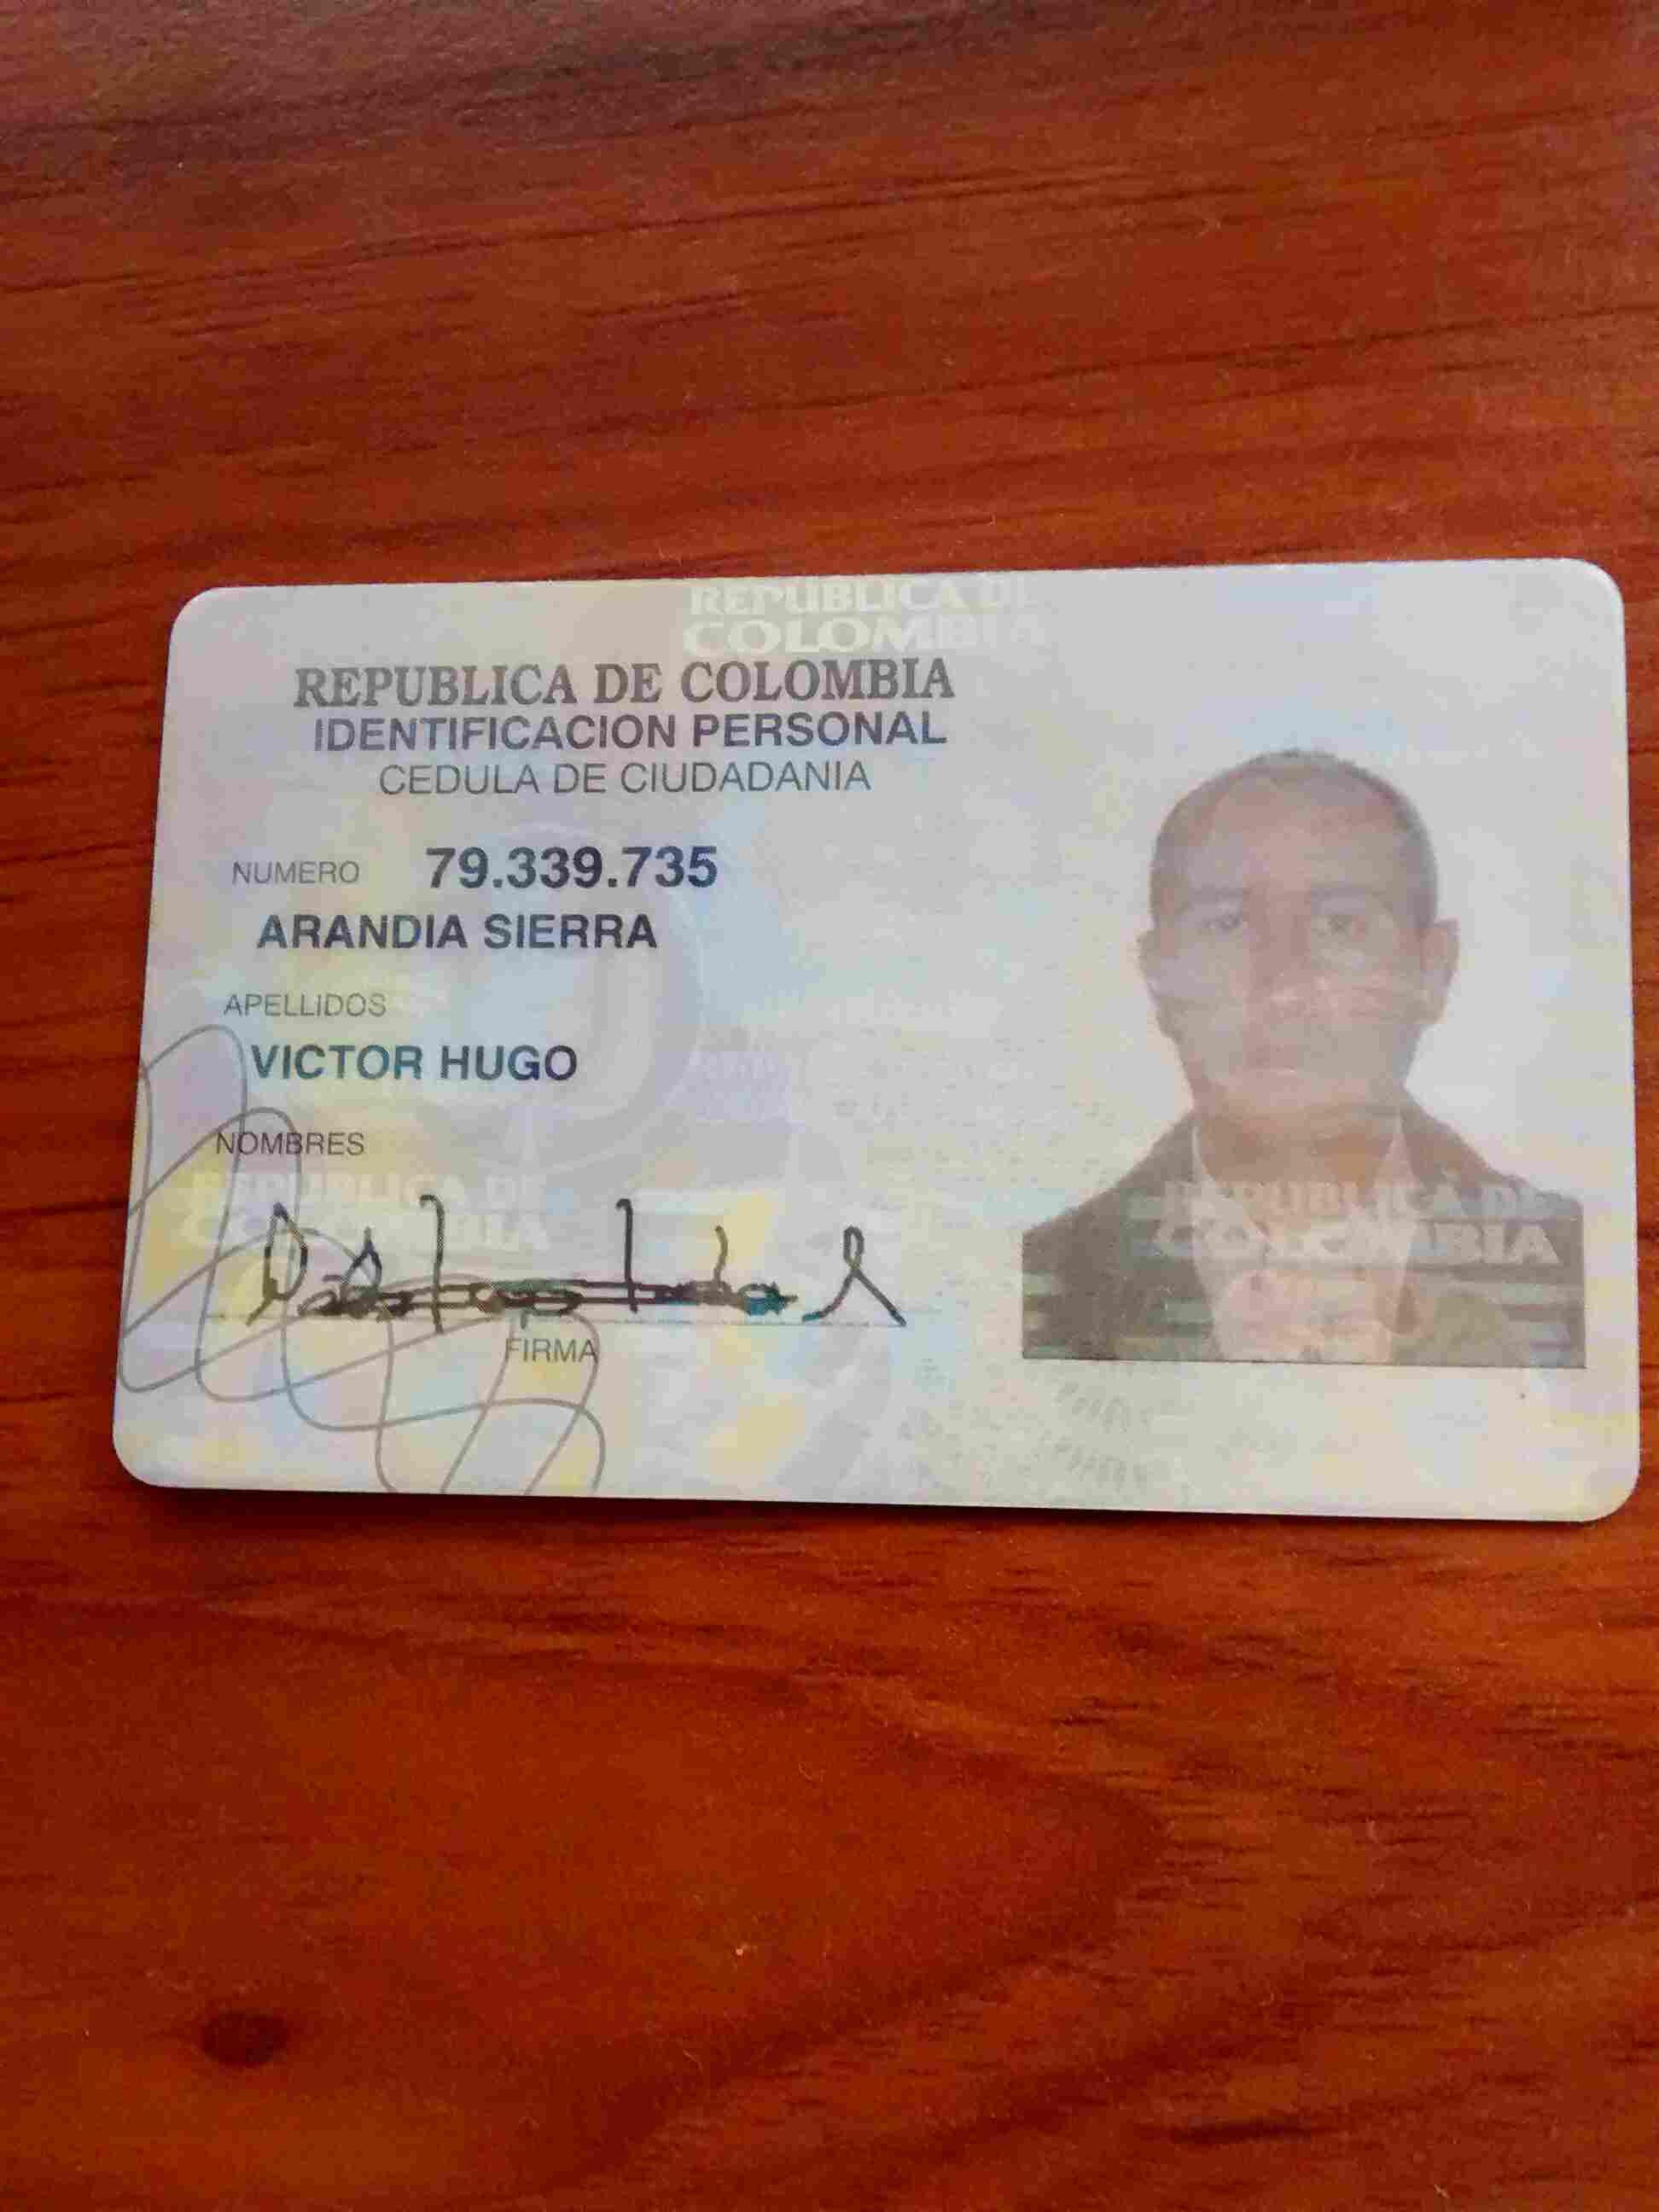 REPUBLICA DE
COLOMBIA
REPUBLICA DE COLOMBIA
IDENTIFICACION PERSONAL
CEDULA DE CIUDADANIA
NUMERO 79.339.735
ARANDIA SIERRA
APELLIDOS
VICTOR HUGO
NOMBRES
REPUBLICA DE
COLOMBIA
REPUBLICA DE
COLOMBIA
FIRMA